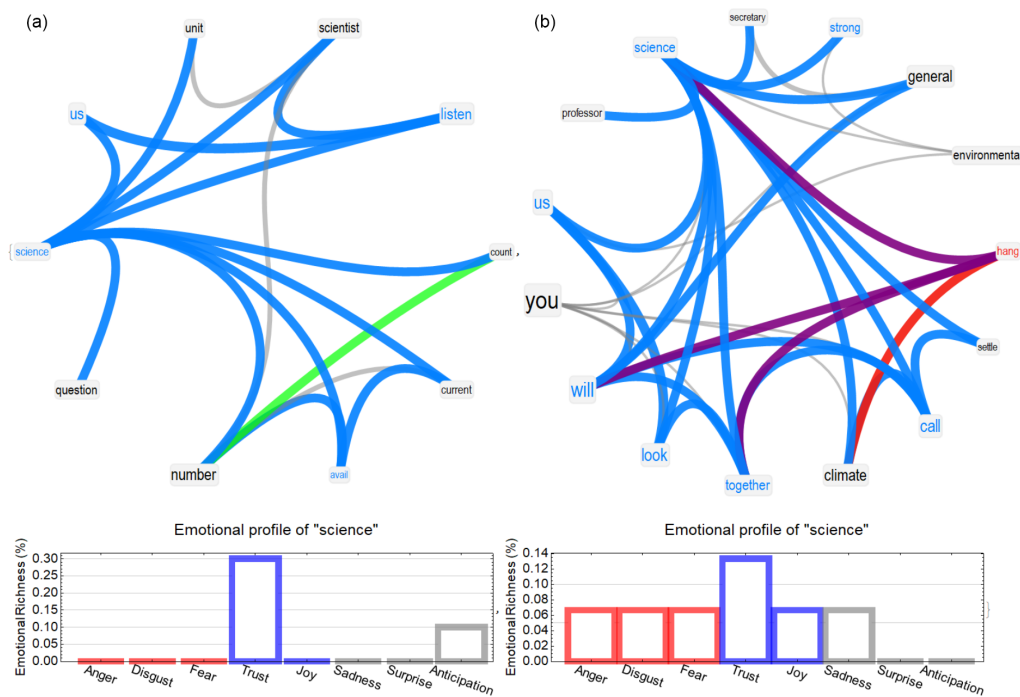 (a)
unit
scientist
us
listen
{ science
count ,
question
current
number
avail
Emotional profile of "science"
Emotional Richness (%)
0.30
0.25
0.20
0.15
0.10
0.05
0.00
Anger
Disgust
Fear
Trust
Joy
Sadness
Surprise
Anticipation
,
(b)
secretary
strong
science
general
professor
environmenta
us
hang
you
settle
will
call
look
climate
together
Emotional profile of "science"
Emotional Richness (%)
0.14
0.12
0.10
0.08
0.06
0.04
0.02
0.00
Anger
Disgust
Fear
Trust
Joy
Sadness
Surprise
Anticipation
}